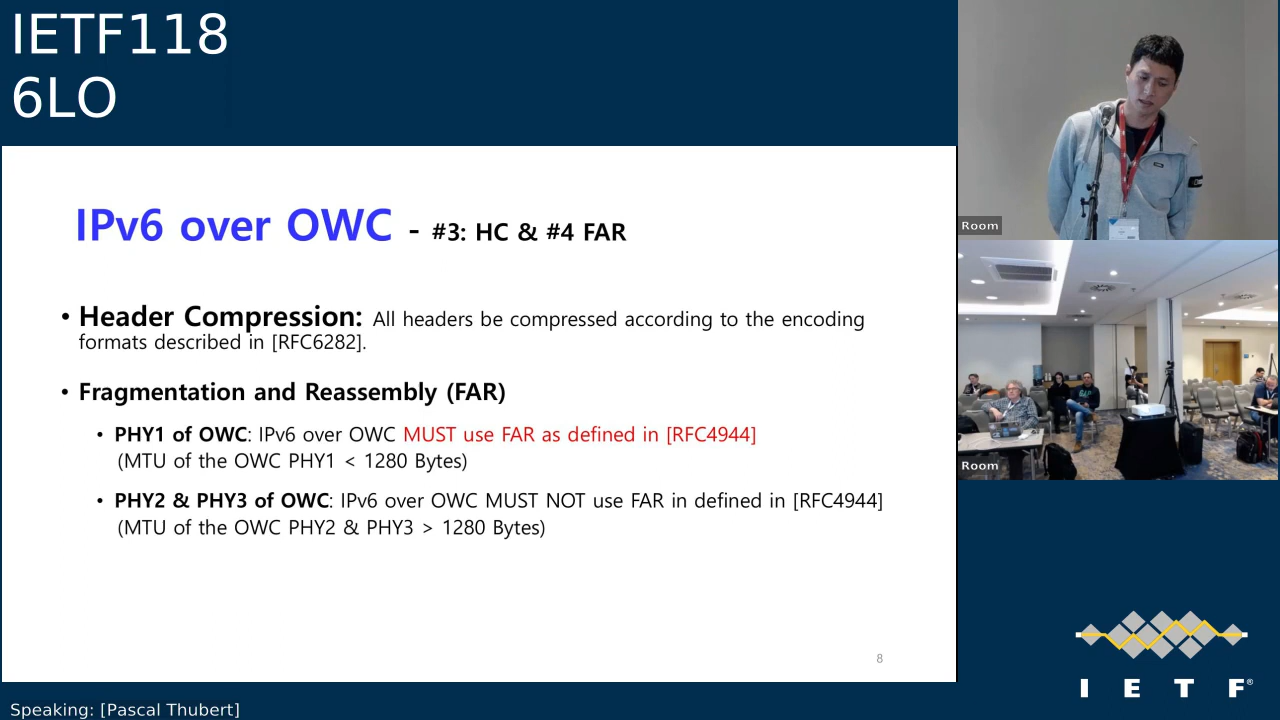 IETF118
6LO
IPv6 over OWC - #3: HC & #4 FAR
• Header Compression: All headers be compressed according to the encoding
formats described in [RFC6282].
• Fragmentation and Reassembly (FAR)
• PHY1 of OWC: IPv6 over OWC MUST use FAR as defined in [RFC4944]
(MTU of the OWC PHY1 < 1280 Bytes)
• PHY2 & PHY3 of OWC: IPv6 over OWC MUST NOT use FAR in defined in [RFC4944]
(MTU of the OWC PHY2 & PHY3 > 1280 Bytes)
8
Room
Room
I E T F®
Speaking: [Pascal Thubert]